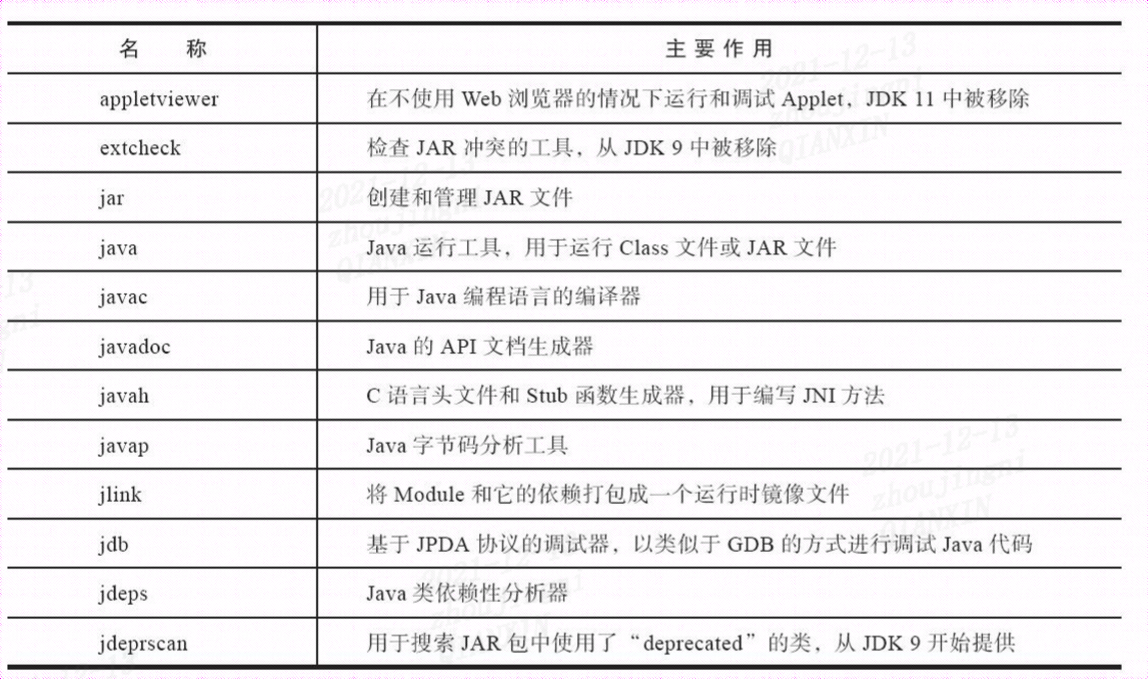 名 称 主要作用
appletviewer 在不使用 Web 浏览器的情况下运行和调试 Applet，JDK 11 中被移除
extcheck 检查 JAR 冲突的工具，从 JDK 9 中被移除
jar 创建和管理 JAR 文件
java Java 运行工具，用于运行 Class 文件或 JAR 文件
javac 用于 Java 编程语言的编译器
javadoc Java 的 API 文档生成器
javah C 语言头文件和 Stub 函数生成器，用于编写 JNI 方法
javap Java 字节码分析工具
jlink 将 Module 和它的依赖打包成一个运行时镜像文件
jdb 基于 JPDA 协议的调试器，以类似于 GDB 的方式进行调试 Java 代码
jdeps Java 类依赖性分析器
jdeprscan 用于搜索 JAR 包中使用了“deprecated”的类，从 JDK 9 开始提供
2021-12-13
zhoujingni
QIANXIN
2021-12-13
zhoujingni
QIANXIN
2021-12-13
zhoujingni
QIANXIN